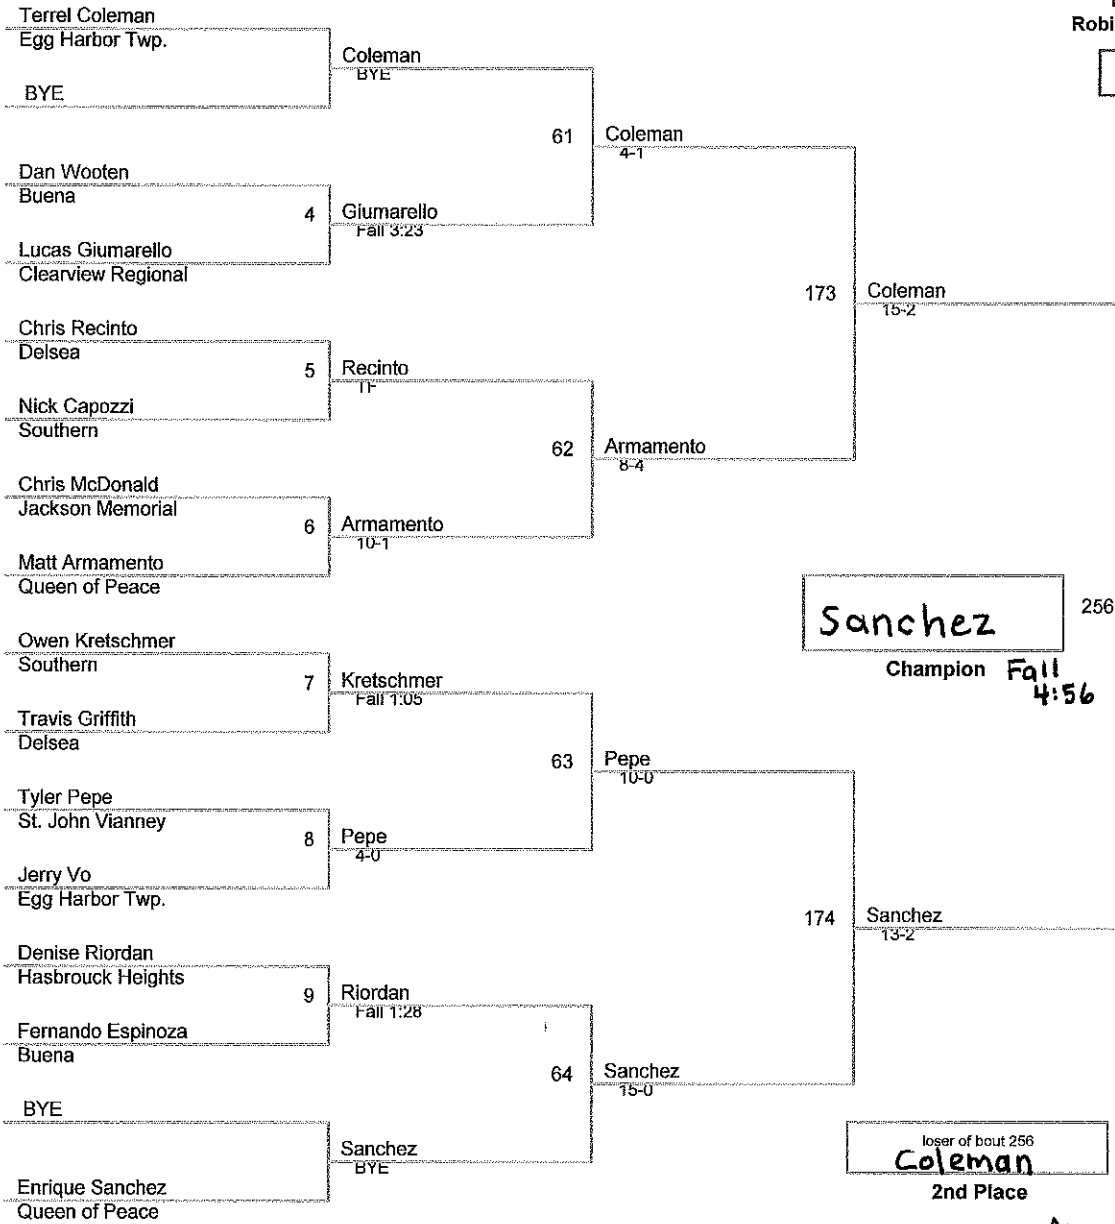 Terrel Coleman
Egg Harbor Twp.
BYE
Dan Wooten
Buena
4
Lucas Giumarello
Clearview Regional
Chris Recinto
Delsea
5
Nick Capozzi
Southern
Chris McDonald
Jackson Memorial
6
Matt Armamento
Queen of Peace
Owen Kretschmer
Southern
7
Travis Griffith
Delsea
Tyler Pepe
St. John Vianney
8
Jerry Vo
Egg Harbor Twp.
Denise Riordan
Hasbrouck Heights
9
Fernando Espinoza
Buena
BYE
Enrique Sanchez
Queen of Peace
Coleman
BYE
61
Giumarello
Fall 3:23
Recinto
TF
62
Armamento
10-1
Kretschmer
Fall 1:05
63
Pepe
4-0
Riordan
Fall 1:28
64
Sanchez
BYE
Coleman
4-1
173
Armamento
8-4
Pepe
10-0
174
Sanchez
15-0
Coleman
15-2
Sanchez
13-2
Robi
Sanchez
256
Champion Fall
4:56
loser of bout 256
Coleman
2nd Place